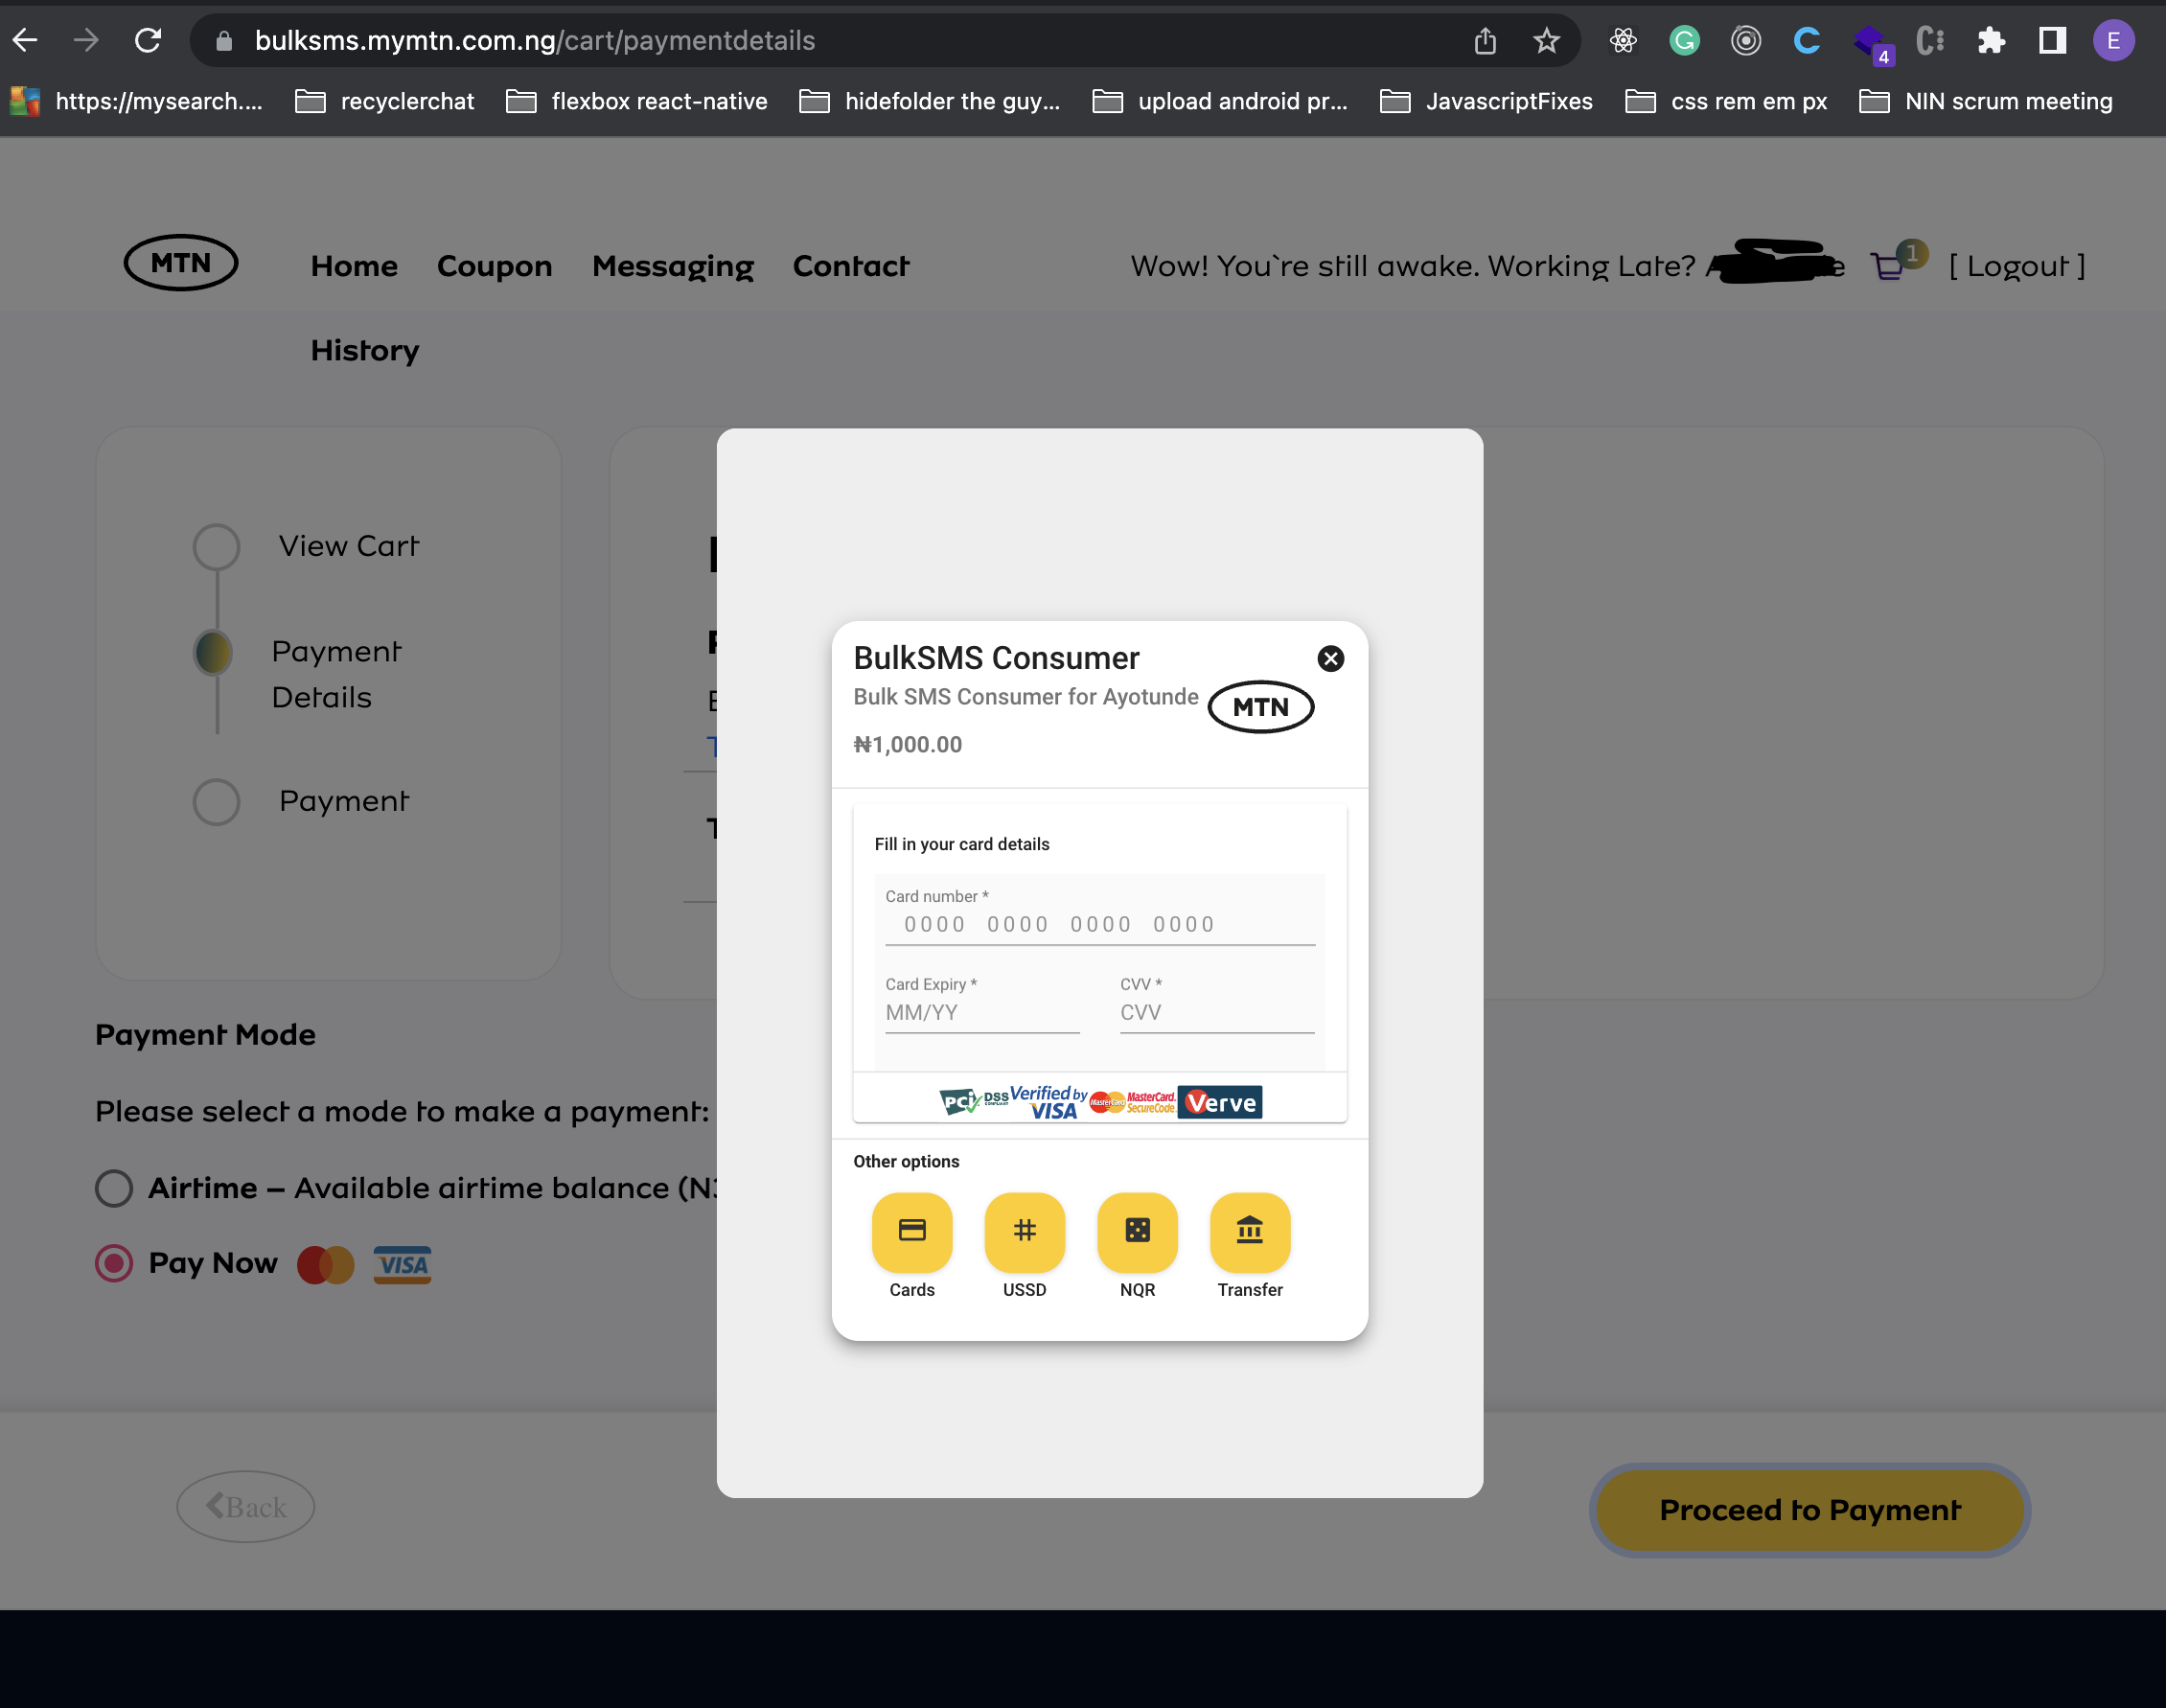 bulksms.mymtn.com.ng/cart/paymentdetails
4
E
https://mysearch.... recyclerchat flexbox react-native hidefolder the guy... upload android pr... JavascriptFixes css rem em px NIN scrum meeting
MTN Home Coupon Messaging Contact Wow! You`re still awake. Working Late? 1 [ Logout ]
History
View Cart
Payment
Details
Payment
BulkSMS Consumer
Bulk SMS Consumer for Ayotunde
MTN
₦1,000.00
Fill in your card details
Card number *
0000 0000 0000 0000
Card Expiry * CVV *
MM/YY CVV
PCI DSS COMPLIANT Verified by VISA MasterCard MasterCard. SecureCode. Verve
Other options
Cards USSD NQR Transfer
Payment Mode
Please select a mode to make a payment:
Airtime – Available airtime balance
Pay Now VISA
Back
Proceed to Payment